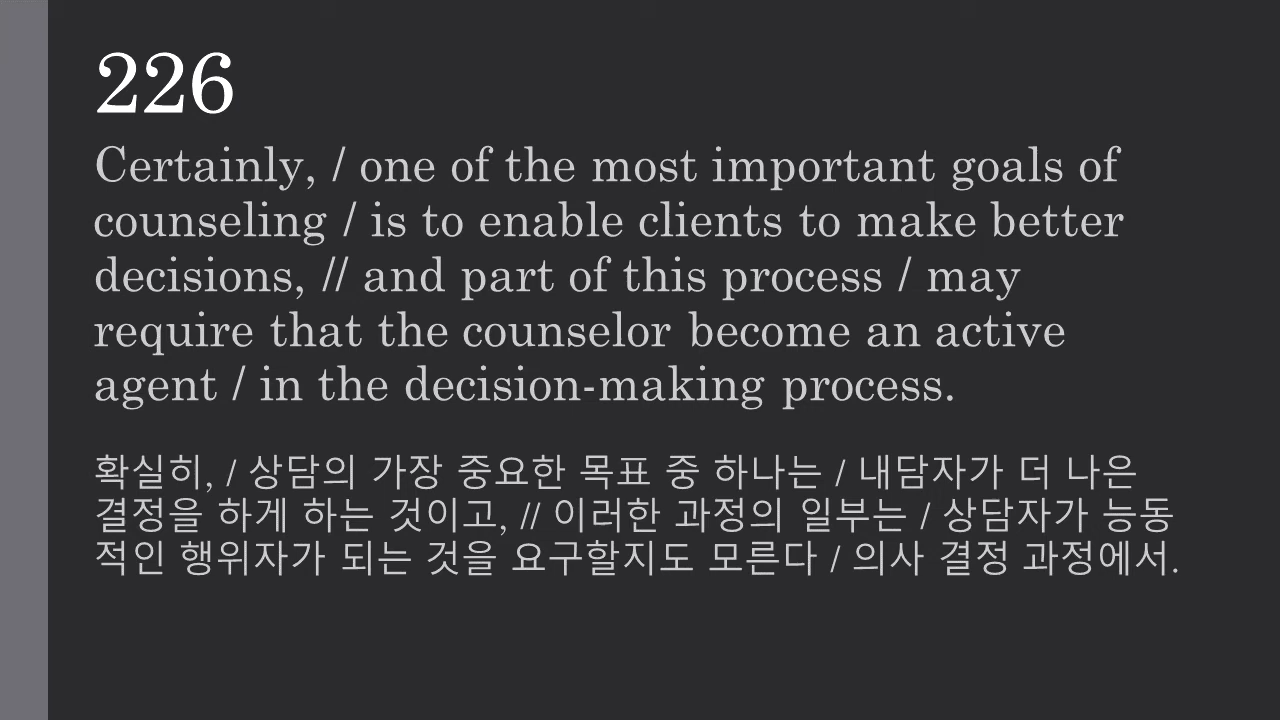 226
Certainly, / one of the most important goals of
counseling / is to enable clients to make better
decisions, // and part of this process / may
require that the counselor become an active
agent / in the decision-making process.
확실히, / 상담의 가장 중요한 목표 중 하나는 / 내담자가 더 나은
결정을 하게 하는 것이고, // 이러한 과정의 일부는 / 상담자가 능동
적인 행위자가 되는 것을 요구할지도 모른다 / 의사 결정 과정에서.